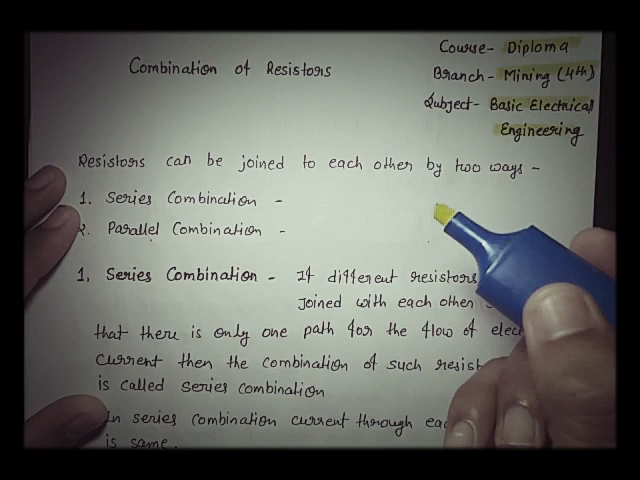 Combination of Resistors
Course- Diploma
Branch- Mining (4th)
Subject- Basic Electrical
Engineering
Resistors can be joined to each other by two ways -
1. Series Combination -
2. Parallel Combination -
1, Series Combination - If different resistors
joined with each other
that there is only one path for the flow of elec
current then the combination of such resist
is called series combination
In series combination current through ea
is same.